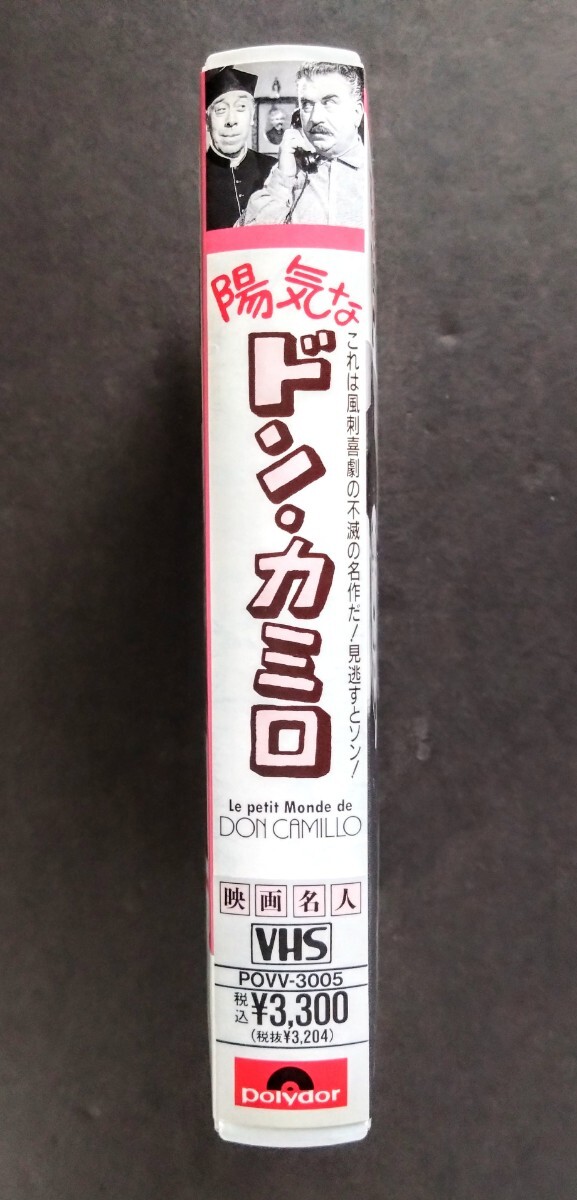 陽気な
ドン・カミロ
これは風刺喜劇の不滅の名作だ!見逃すとソン!
Le petit Monde de
DON CAMILLO
映画名人
VHS
POVV-3005
税込 ¥3,300
(税抜¥3,204)
polydor